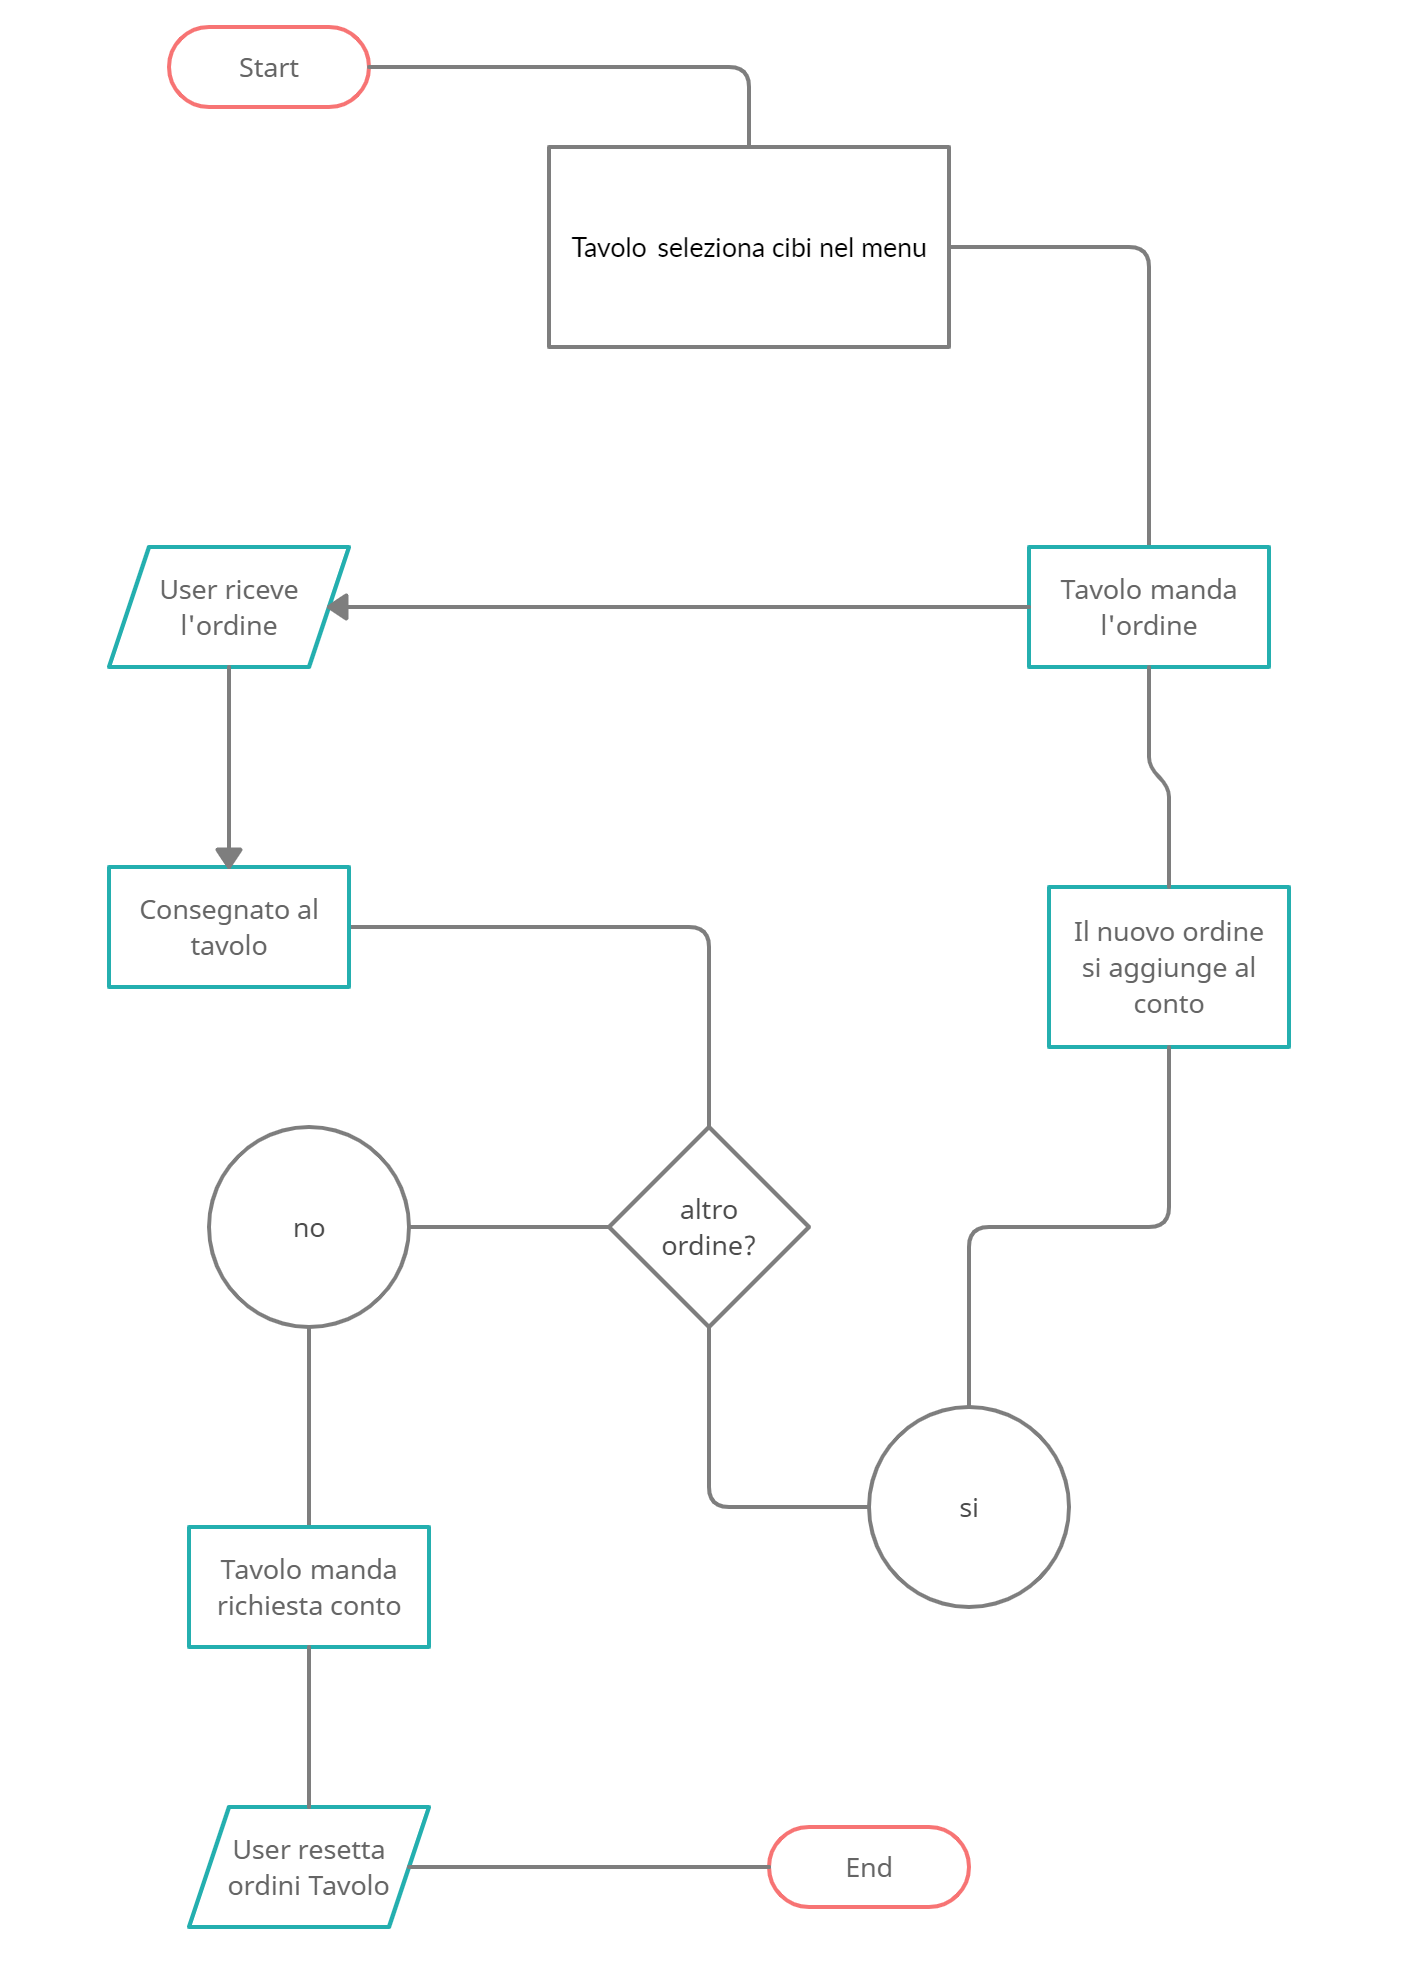 Start
Tavolo seleziona cibi nel menu
User riceve
l'ordine
Tavolo manda
l'ordine
Consegnato al
tavolo
Il nuovo ordine
si aggiunge al
conto
no
altro
ordine?
si
Tavolo manda
richiesta conto
User resetta
ordini Tavolo
End